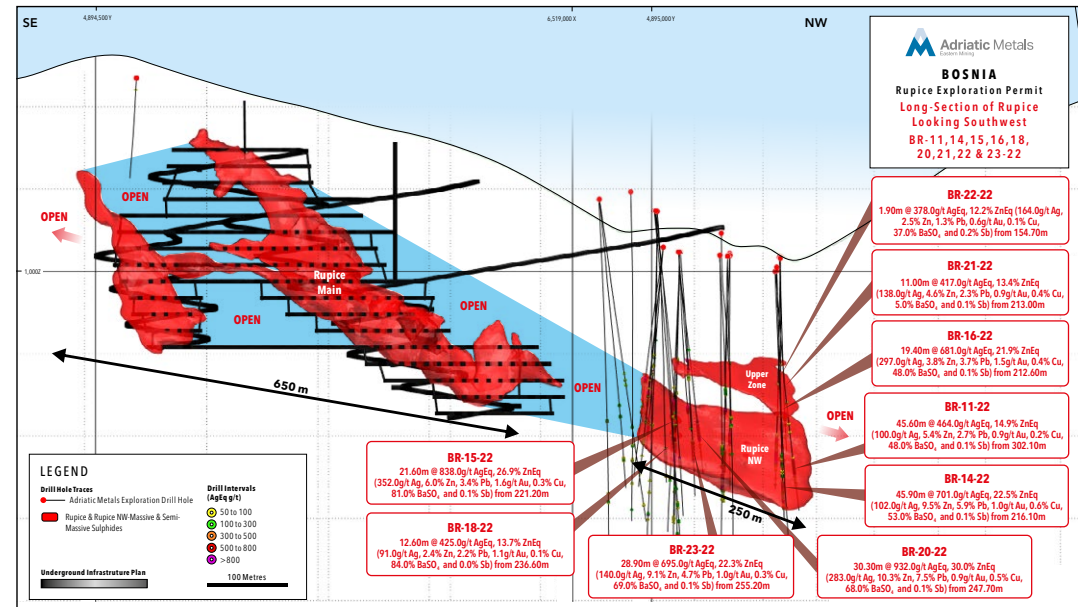 SE
4,894,500Y
6,519,000X
4,895,000Y
NW
Adriatic Metals
Eastern Mining
BOSNIA
Rupice Exploration Permit
Long-Section of Rupice
Looking Southwest
BR-11,14,15,16,18,
20,21,22 & 23-22
OPEN
OPEN
1,000Z
Rupice
Main
OPEN
OPEN
650 m
Upper
Zone
Rupice
NW
OPEN
250 m
BR-22-22
1.90m @ 378.0g/t AgEq, 12.2% ZnEq (164.0g/t Ag,
2.5% Zn, 1.3% Pb, 0.6g/t Au, 0.1% Cu,
37.0% BaSO₄ and 0.2% Sb) from 154.70m
BR-21-22
11.00m @ 417.0g/t AgEq, 13.4% ZnEq
(138.0g/t Ag, 4.6% Zn, 2.3% Pb, 0.9g/t Au, 0.4% Cu,
5.0% BaSO₄ and 0.1% Sb) from 213.00m
BR-16-22
19.40m @ 681.0g/t AgEq, 21.9% ZnEq
(297.0g/t Ag, 3.8% Zn, 3.7% Pb, 1.5g/t Au, 0.4% Cu,
48.0% BaSO₄ and 0.1% Sb) from 212.60m
BR-11-22
45.60m @ 464.0g/t AgEq, 14.9% ZnEq
(100.0g/t Ag, 5.4% Zn, 2.7% Pb, 0.9g/t Au, 0.2% Cu,
48.0% BaSO₄ and 0.1% Sb) from 302.10m
BR-14-22
45.90m @ 701.0g/t AgEq, 22.5% ZnEq
(102.0g/t Ag, 9.5% Zn, 5.9% Pb, 1.0g/t Au, 0.6% Cu,
53.0% BaSO₄ and 0.1% Sb) from 216.10m
BR-15-22
21.60m @ 838.0g/t AgEq, 26.9% ZnEq
(352.0g/t Ag, 6.0% Zn, 3.4% Pb, 1.6g/t Au, 0.3% Cu,
81.0% BaSO₄ and 0.1% Sb) from 221.20m
BR-18-22
12.60m @ 425.0g/t AgEq, 13.7% ZnEq
(91.0g/t Ag, 2.4% Zn, 2.2% Pb, 1.1g/t Au, 0.1% Cu,
84.0% BaSO₄ and 0.0% Sb) from 236.60m
BR-23-22
28.90m @ 695.0g/t AgEq, 22.3% ZnEq
(140.0g/t Ag, 9.1% Zn, 4.7% Pb, 1.0g/t Au, 0.3% Cu,
69.0% BaSO₄ and 0.1% Sb) from 255.20m
BR-20-22
30.30m @ 932.0g/t AgEq, 30.0% ZnEq
(283.0g/t Ag, 10.3% Zn, 7.5% Pb, 0.9g/t Au, 0.5% Cu,
68.0% BaSO₄ and 0.1% Sb) from 247.70m
LEGEND
Drill Hole Traces
Adriatic Metals Exploration Drill Hole
Rupice & Rupice NW-Massive & Semi-
Massive Sulphides
Underground Infrastruture Plan
Drill Intervals
(AgEq g/t)
50 to 100
100 to 300
300 to 500
500 to 800
>800
100 Metres